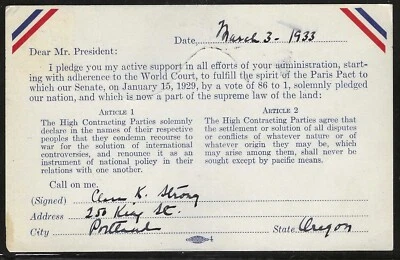 Date, March 3- 1933
Dear Mr. President:
I pledge you my active support in all efforts of your administration, start-
ing with adherence to the World Court, to fulfill the spirit of the Paris Pact to
which our Senate, on January 15, 1929, by a vote of 86 to 1, solemnly pledged
our nation, and which is now a part of the supreme law of the land:
ARTICLE 1
The High Contracting Parties solemnly
declare in the names of their respective
peoples that they condemn recourse to
war for the solution of international
controversies, and renounce it as an
instrument of national policy in their
relations with one another.
ARTICLE 2
The High Contracting Parties agree that
the settlement or solution of all disputes
or conflicts of whatever nature or of
whatever origin they may be, which
may arise among them, shall never be
sought except by pacific means.
Call on me.
(Signed) K. Strong
Address 250 King St.
City Portland State, Oregon